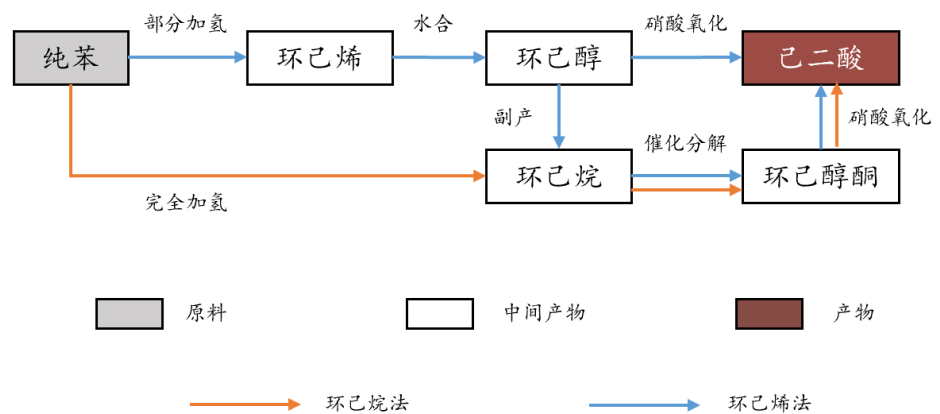 部分加氢
水合
硝酸氧化
纯苯
环己烯
环己醇
己二酸
副产
催化分解
硝酸氧化
环己烷
环己醇酮
完全加氢
原料
中间产物
产物
环己烷法
环己烯法